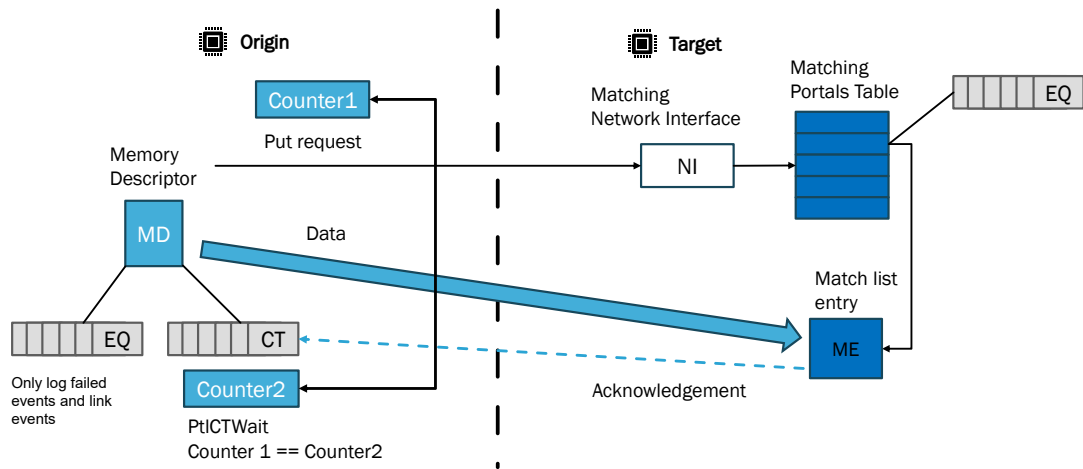 Origin
Target
Counter1
Put request
Memory
Descriptor
MD
Data
EQ
CT
Only log failed
events and link
events
Counter2
PtlCTWait
Counter 1 == Counter2
Matching
Network Interface
NI
Matching
Portals Table
EQ
Match list
entry
ME
Acknowledgement